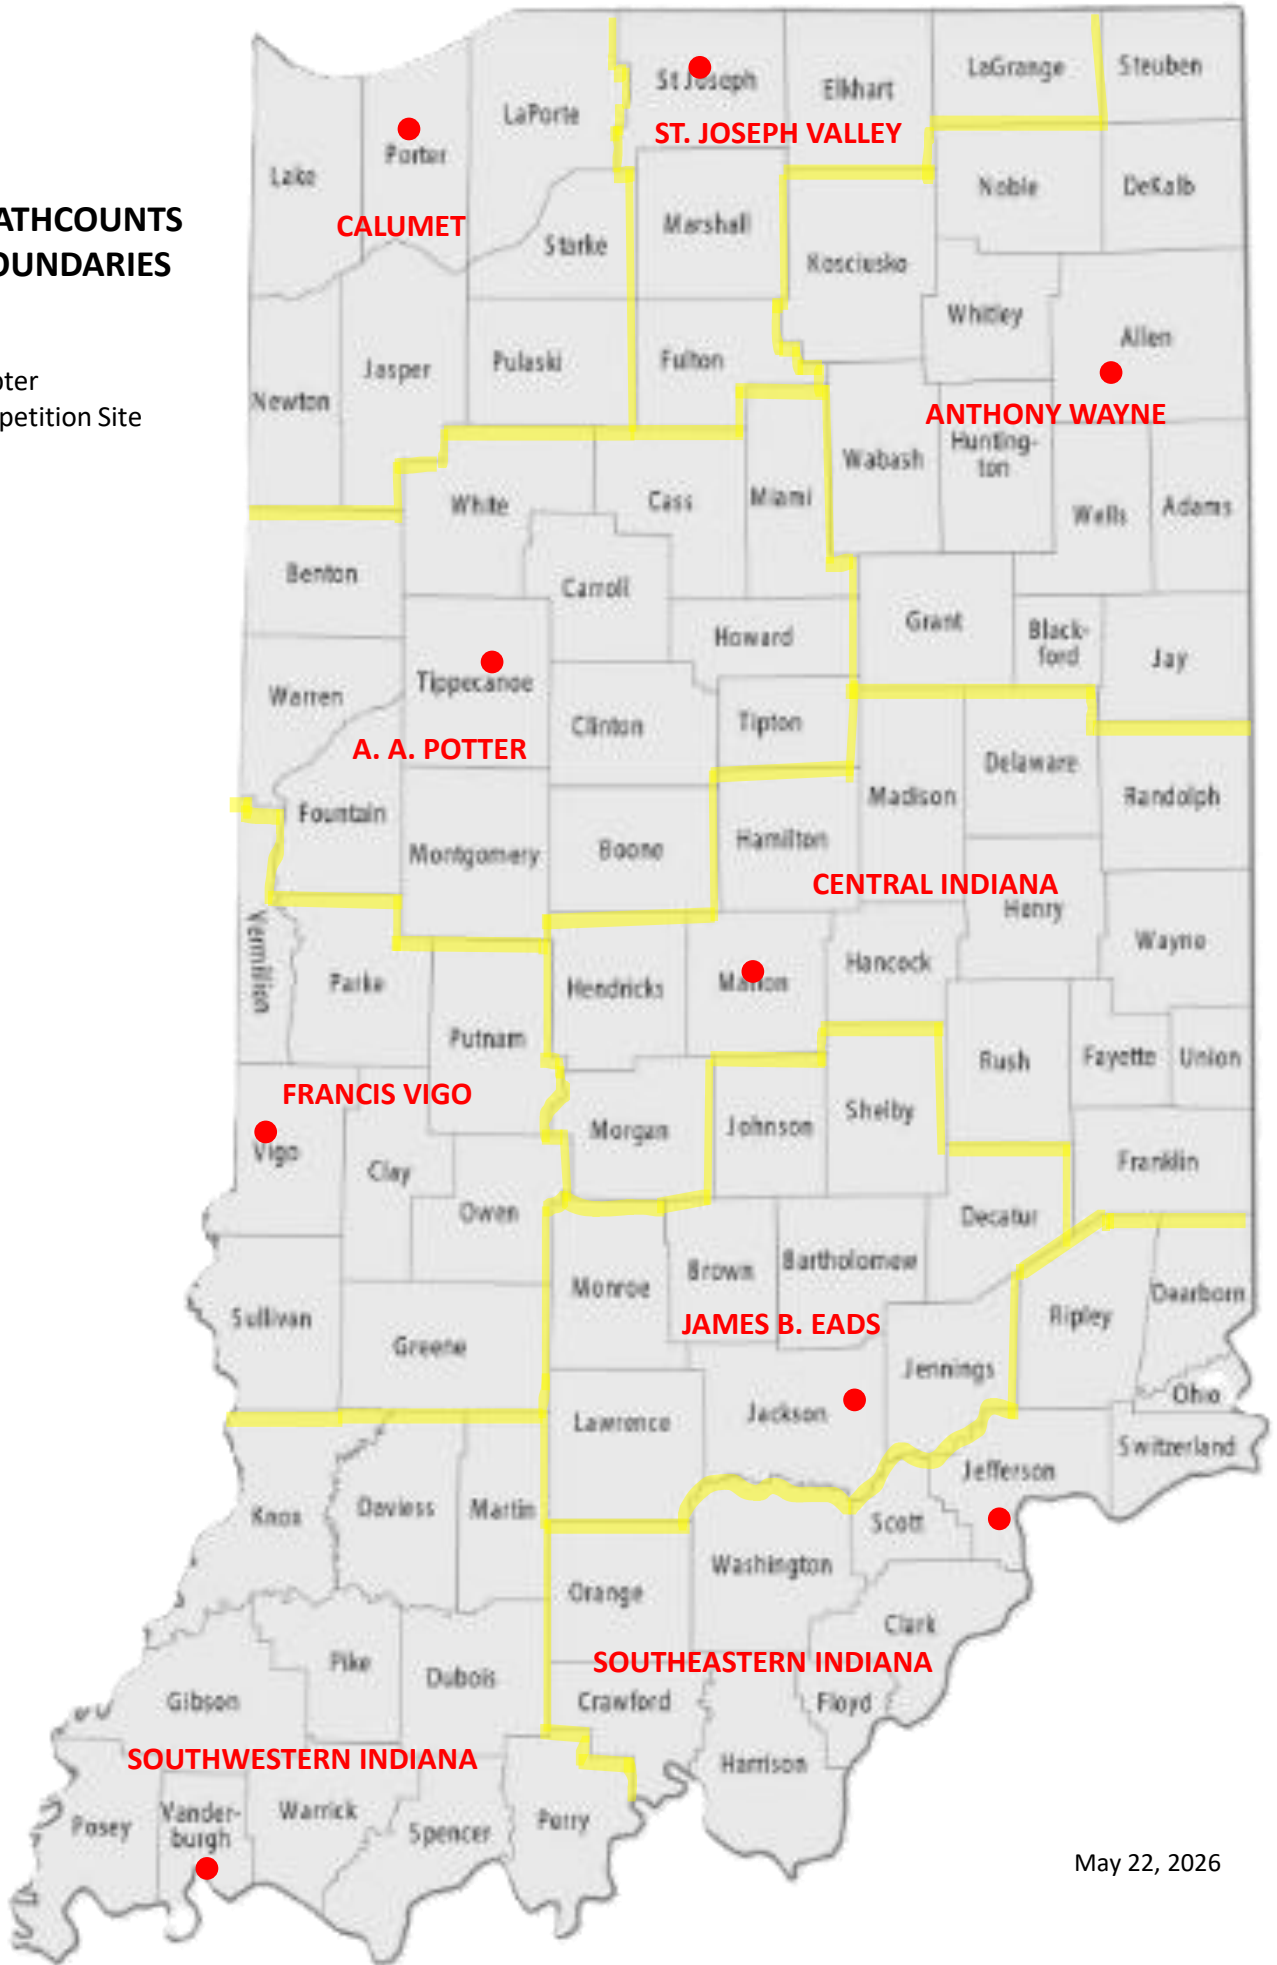 ATHCOUNTS
OUNDARIES
pter
petition Site
St Joseph
Elkhart
LaGrange
Steuben
LaPorte
Porter
Lake
ST. JOSEPH VALLEY
Noble
DeKalb
CALUMET
Starke
Marshall
Kosciusko
Whitley
Allen
Newton
Jasper
Pulaski
Fulton
ANTHONY WAYNE
Wabash
Hunting-
ton
White
Cass
Miami
Wells
Adams
Benton
Carroll
Howard
Grant
Black-
ford
Jay
Warren
Tippecanoe
Clinton
Tipton
A. A. POTTER
Delaware
Madison
Randolph
Fountain
Montgomery
Boone
Hamilton
CENTRAL INDIANA
Henry
Wayne
Vermillion
Parke
Putnam
Hendricks
Marion
Hancock
Rush
Fayette
Union
FRANCIS VIGO
Vigo
Clay
Owen
Morgan
Johnson
Shelby
Franklin
Decatur
Sullivan
Greene
Monroe
Brown
Bartholomew
Ripley
Dearborn
JAMES B. EADS
Jennings
Ohio
Lawrence
Jackson
Switzerland
Jefferson
Knox
Daviess
Martin
Scott
Orange
Washington
Clark
SOUTHEASTERN INDIANA
Pike
Dubois
Gibson
Crawford
Floyd
Harrison
SOUTHWESTERN INDIANA
Posey
Vander-
burgh
Warrick
Spencer
Perry
May 22, 2026